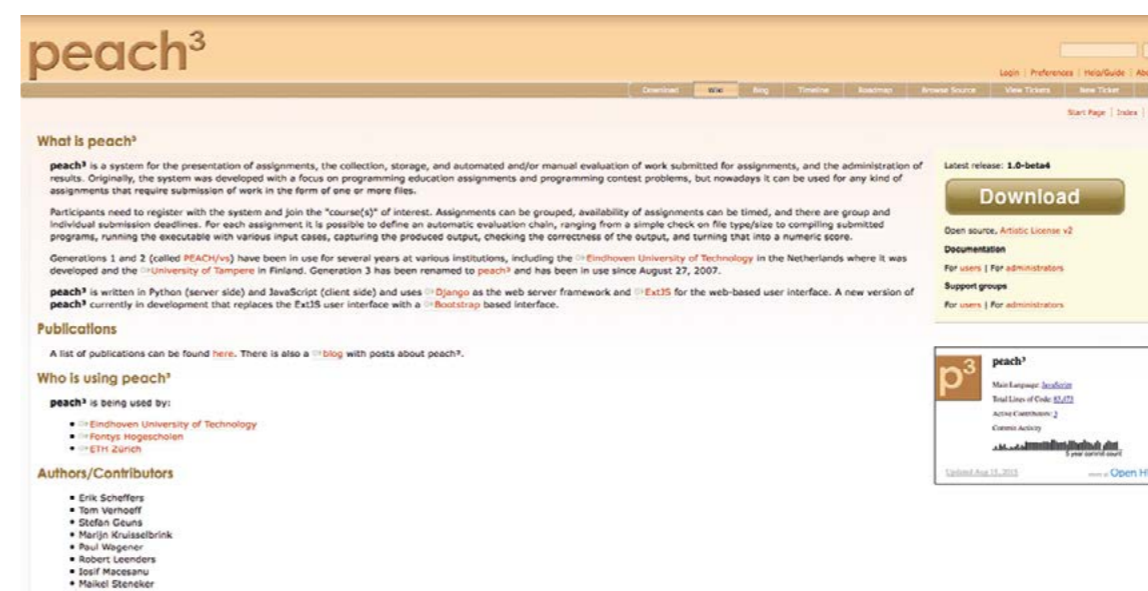 peach³
Login | Preferences | Help/Guide |
Download Wiki Blog Timeline Roadmap Browse Source View Tickets New Ticket
Start Page | Index |
What is peach³
peach³ is a system for the presentation of assignments, the collection, storage, and automated and/or manual evaluation of work submitted for assignments, and the administration of
results. Originally, the system was developed with a focus on programming education assignments and programming contest problems, but nowadays it can be used for any kind of
assignments that require submission of work in the form of one or more files.
Participants need to register with the system and join the "course(s)" of interest. Assignments can be grouped, availability of assignments can be timed, and there are group and
individual submission deadlines. For each assignment it is possible to define an automatic evaluation chain, ranging from a simple check on file type/size to compiling submitted
programs, running the executable with various input cases, capturing the produced output, checking the correctness of the output, and turning that into a numeric score.
Generations 1 and 2 (called PEACH/vs) have been in use for several years at various institutions, including the Eindhoven University of Technology in the Netherlands where it was
developed and the University of Tampere in Finland. Generation 3 has been renamed to peach³ and has been in use since August 27, 2007.
peach³ is written in Python (server side) and JavaScript (client side) and uses Django as the web server framework and ExtJS for the web-based user interface. A new version of
peach³ currently in development that replaces the ExtJS user interface with a Bootstrap based interface.
Publications
A list of publications can be found here. There is also a blog with posts about peach³.
Who is using peach³
peach³ is being used by:
Eindhoven University of Technology
Fontys Hogescholen
ETH Zürich
Authors/Contributors
Erik Scheffers
Tom Verhoeff
Stefan Geuns
Marijn Kruisselbrink
Paul Wagener
Robert Leenders
Iosif Macesanu
Maikel Steneker
Latest release: 1.0-beta4
Download
Open source, Artistic License v2
Documentation
For users | For administrators
Support groups
For users | For administrators
p³
peach³
Main Language: JavaScript
Total Lines of Code:
Active Contributors: 3
Commit Activity
5 year commit count
Updated Aug 15, 2015
Open